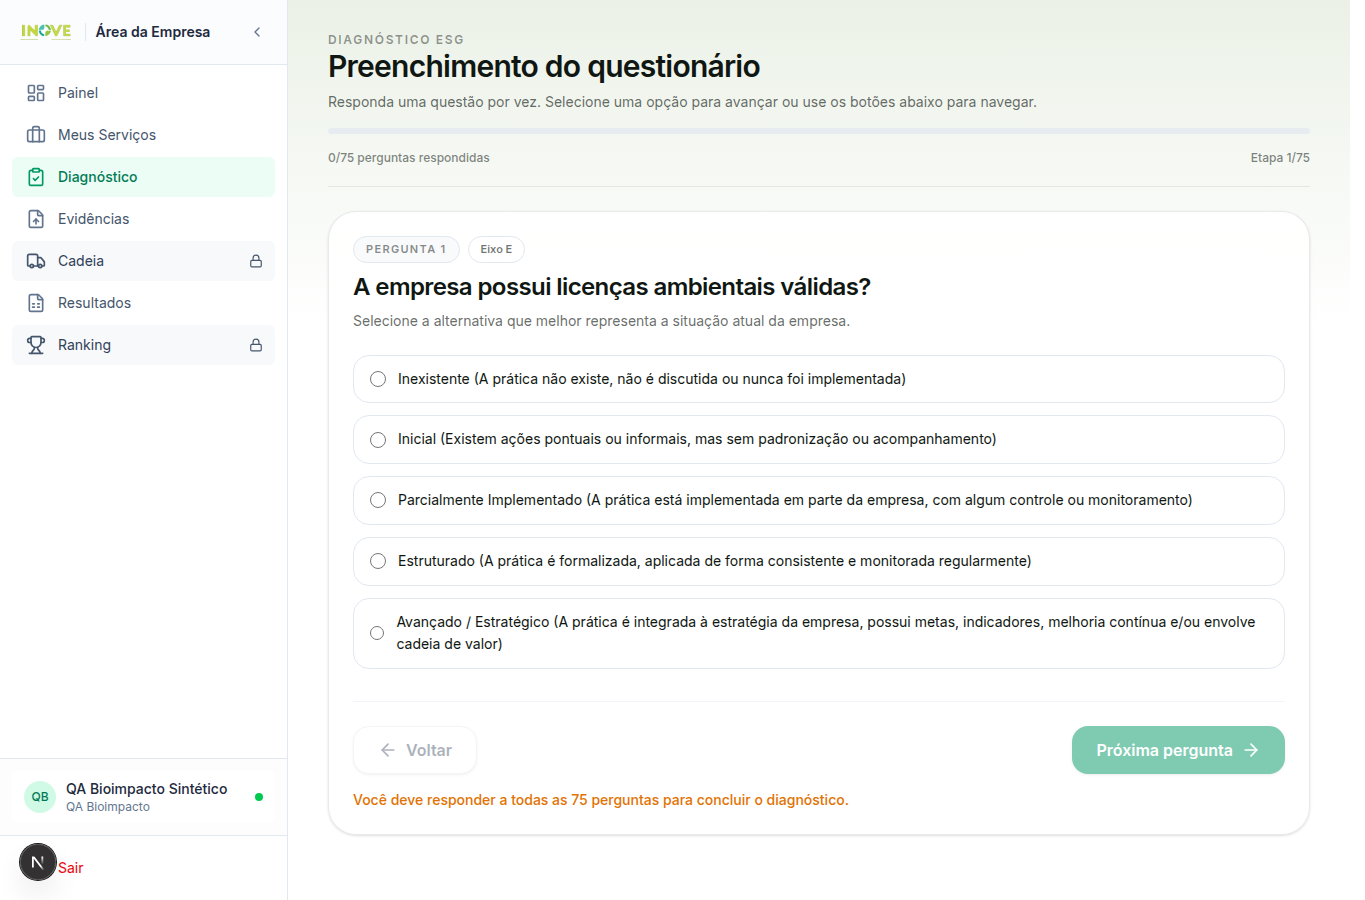 INOVE
Área da Empresa
Painel
Meus Serviços
Diagnóstico
Evidências
Cadeia
Resultados
Ranking
QB
QA Bioimpacto Sintético
QA Bioimpacto
N
Sair
DIAGNÓSTICO ESG
Preenchimento do questionário
Responda uma questão por vez. Selecione uma opção para avançar ou use os botões abaixo para navegar.
0/75 perguntas respondidas
Etapa 1/75
PERGUNTA 1
Eixo E
A empresa possui licenças ambientais válidas?
Selecione a alternativa que melhor representa a situação atual da empresa.
Inexistente (A prática não existe, não é discutida ou nunca foi implementada)
Inicial (Existem ações pontuais ou informais, mas sem padronização ou acompanhamento)
Parcialmente Implementado (A prática está implementada em parte da empresa, com algum controle ou monitoramento)
Estruturado (A prática é formalizada, aplicada de forma consistente e monitorada regularmente)
Avançado / Estratégico (A prática é integrada à estratégia da empresa, possui metas, indicadores, melhoria contínua e/ou envolve
cadeia de valor)
Voltar
Próxima pergunta
Você deve responder a todas as 75 perguntas para concluir o diagnóstico.